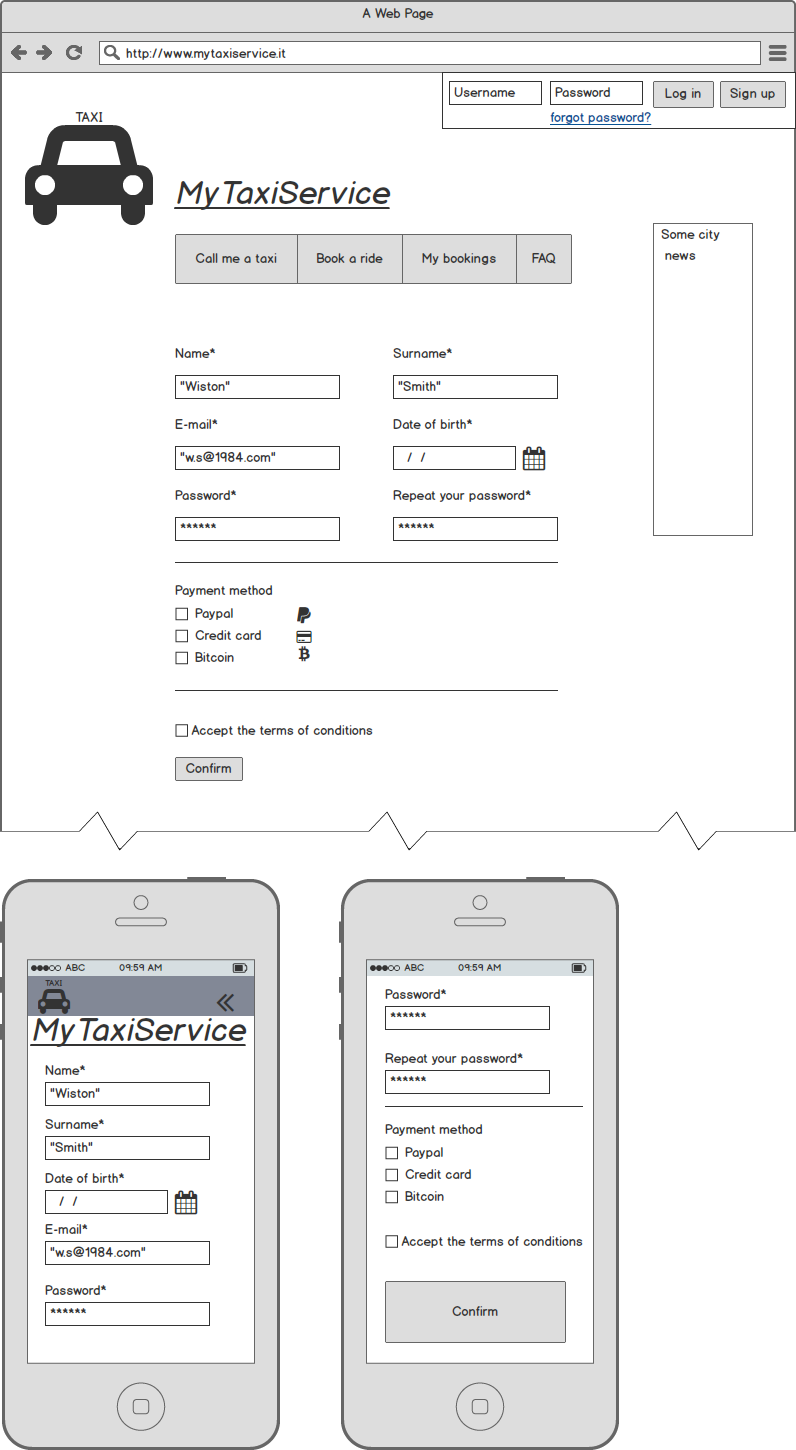 A Web Page
http://www.mytaxiservice.it
Username Password Log in Sign up
forgot password?
TAXI
MyTaxiService
Call me a taxi Book a ride My bookings FAQ
Some city
news
Name* Surname*
"Wiston" "Smith"
E-mail* Date of birth*
"w.s@1984.com" / /
Password* Repeat your password*
****** ******
Payment method
Paypal
Credit card
Bitcoin
Accept the terms of conditions
Confirm
ABC 09:59 AM
TAXI
MyTaxiService
Name*
"Wiston"
Surname*
"Smith"
Date of birth*
/ /
E-mail*
"w.s@1984.com"
Password*
******
ABC 09:59 AM
Password*
******
Repeat your password*
******
Payment method
Paypal
Credit card
Bitcoin
Accept the terms of conditions
Confirm